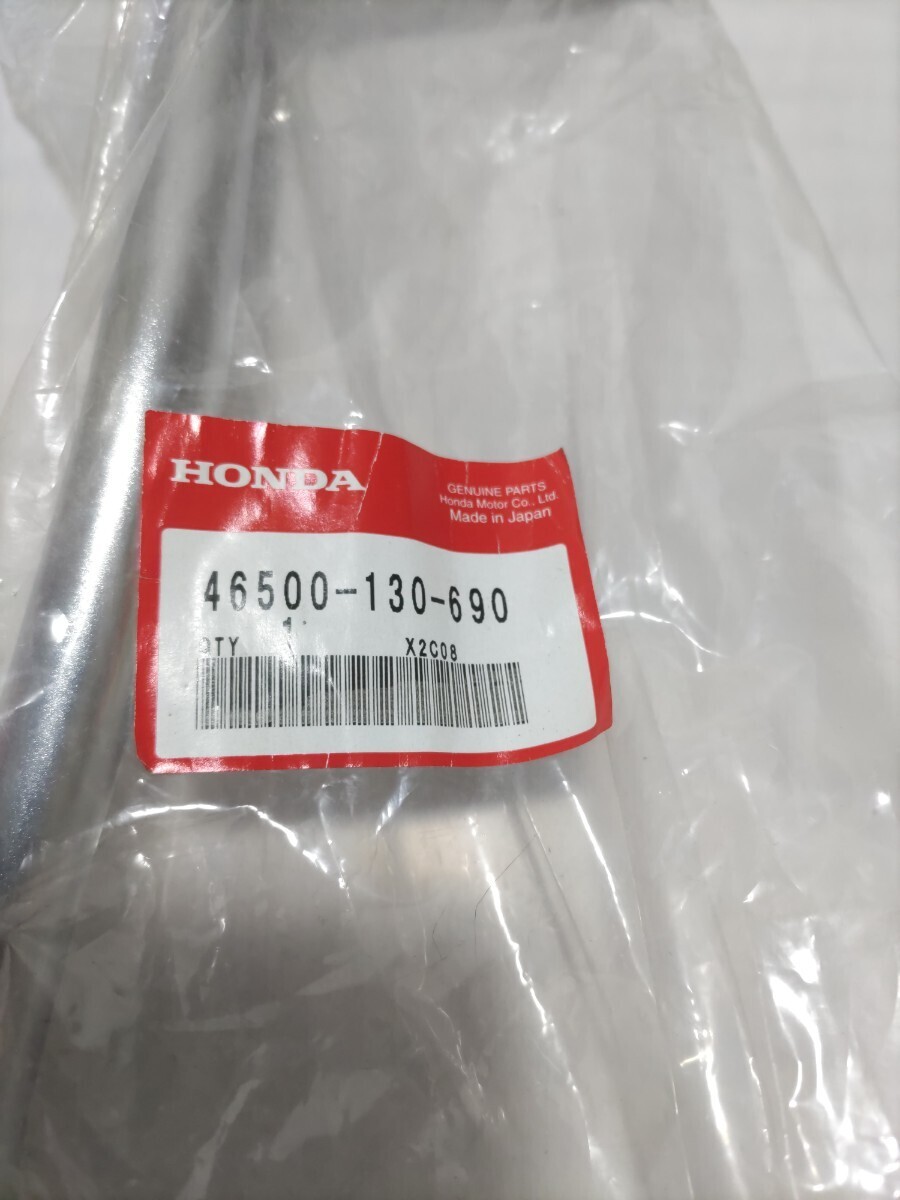 HONDA
GENUINE PARTS
Honda Motor Co., Ltd.
Made in Japan
46500-130-690
QTY 1 X2C08